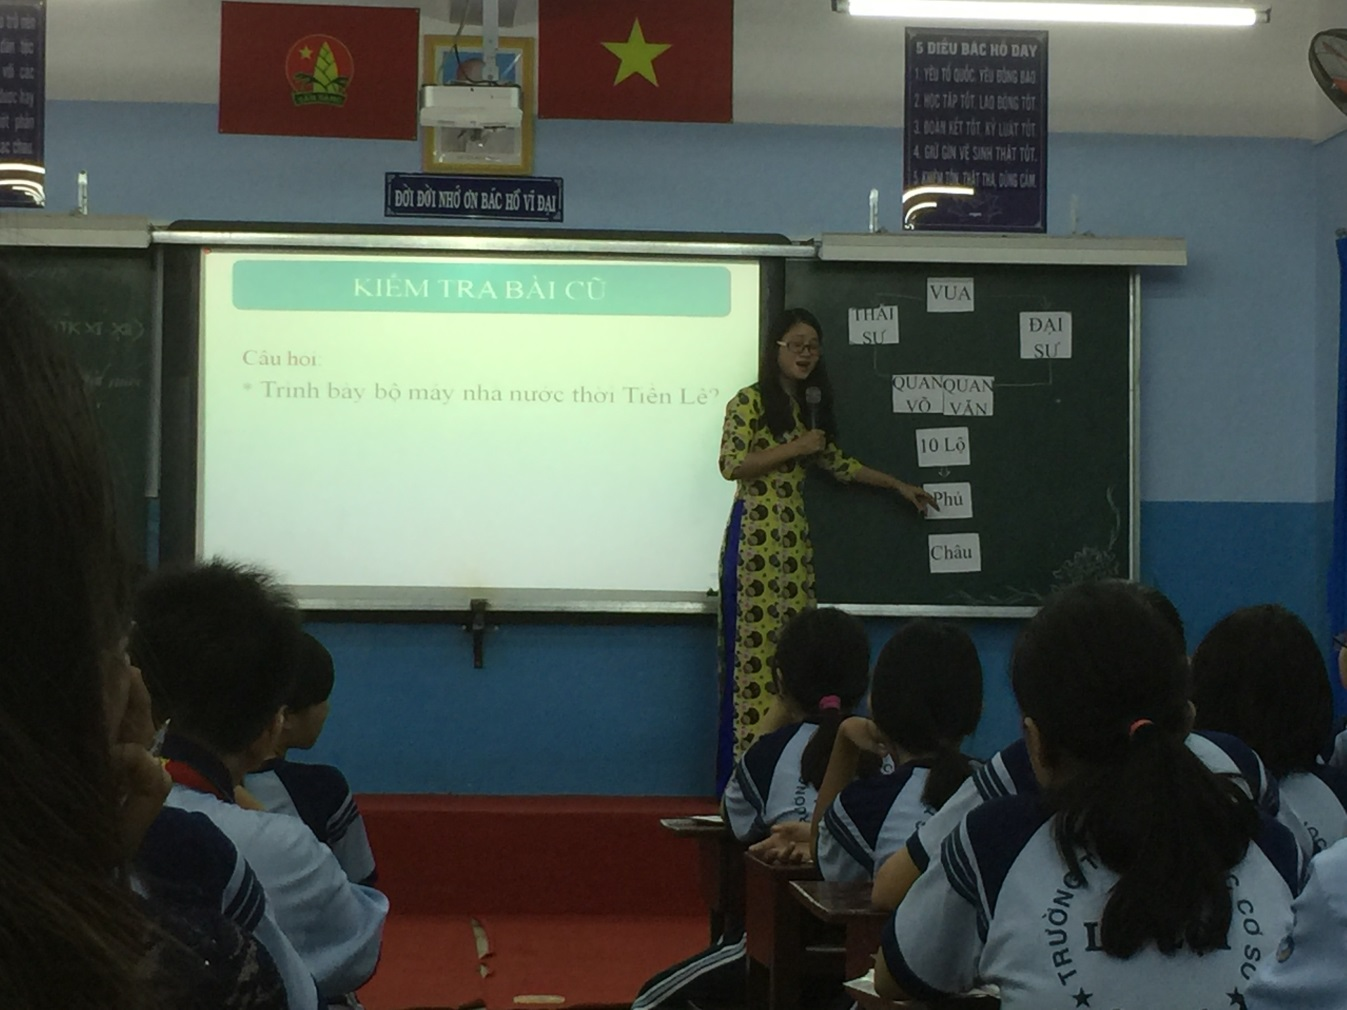 ĐỜI ĐỜI NHỚ ƠN BÁC HỒ VĨ ĐẠI
5 ĐIỀU BÁC HỒ DẠY
1. YÊU TỔ QUỐC, YÊU ĐỒNG BÀO
2. HỌC TẬP TỐT, LAO ĐỘNG TỐT
3. ĐOÀN KẾT TỐT, KỶ LUẬT TỐT.
4. GIỮ GÌN VỆ SINH THẬT TỐT.
5. KHIÊM TỐN, THẬT THÀ, DŨNG CẢM.
KIỂM TRA BÀI CŨ
Câu hỏi:
* Trình bày bộ máy nhà nước thời Tiền Lê?
VUA
THÁI
SƯ
ĐẠI
SƯ
QUAN
VÕ
QUAN
VĂN
10 Lộ
Phủ
Châu
TRƯỜNG
CƠ SỞ